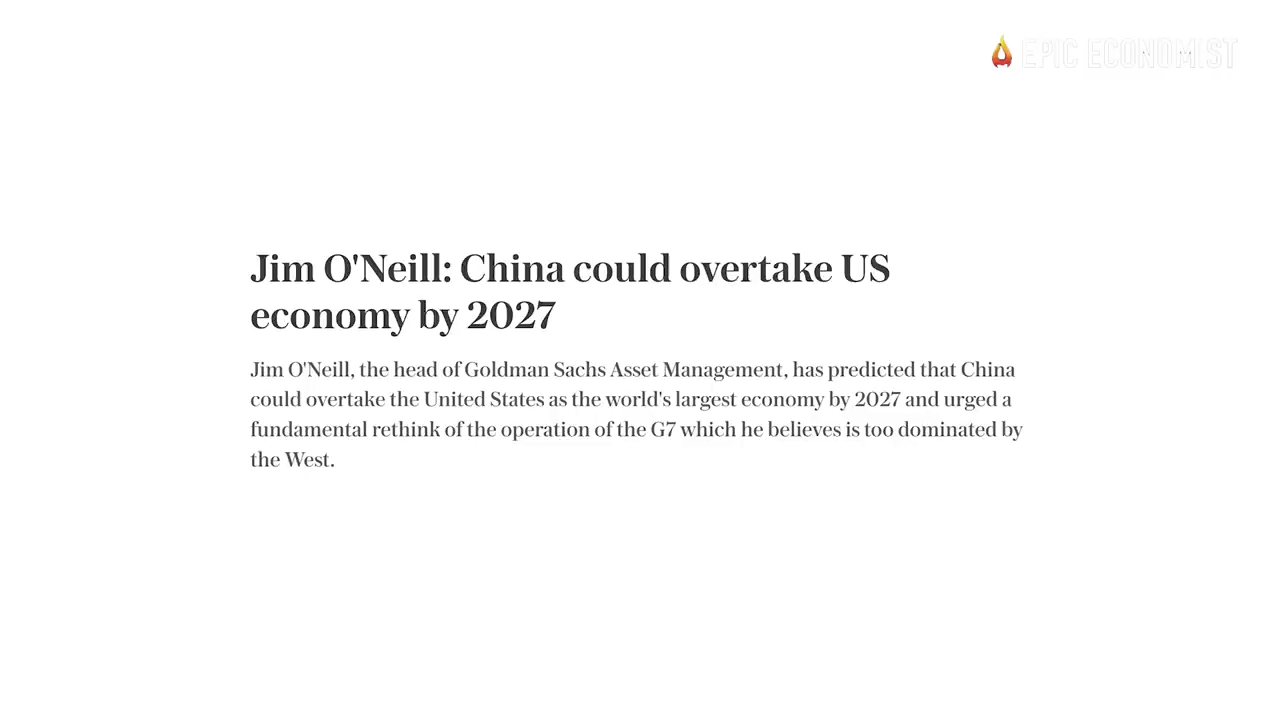 EPIC ECONOMIST
Jim O'Neill: China could overtake US
economy by 2027
Jim O'Neill, the head of Goldman Sachs Asset Management, has predicted that China
could overtake the United States as the world's largest economy by 2027 and urged a
fundamental rethink of the operation of the G7 which he believes is too dominated by
the West.